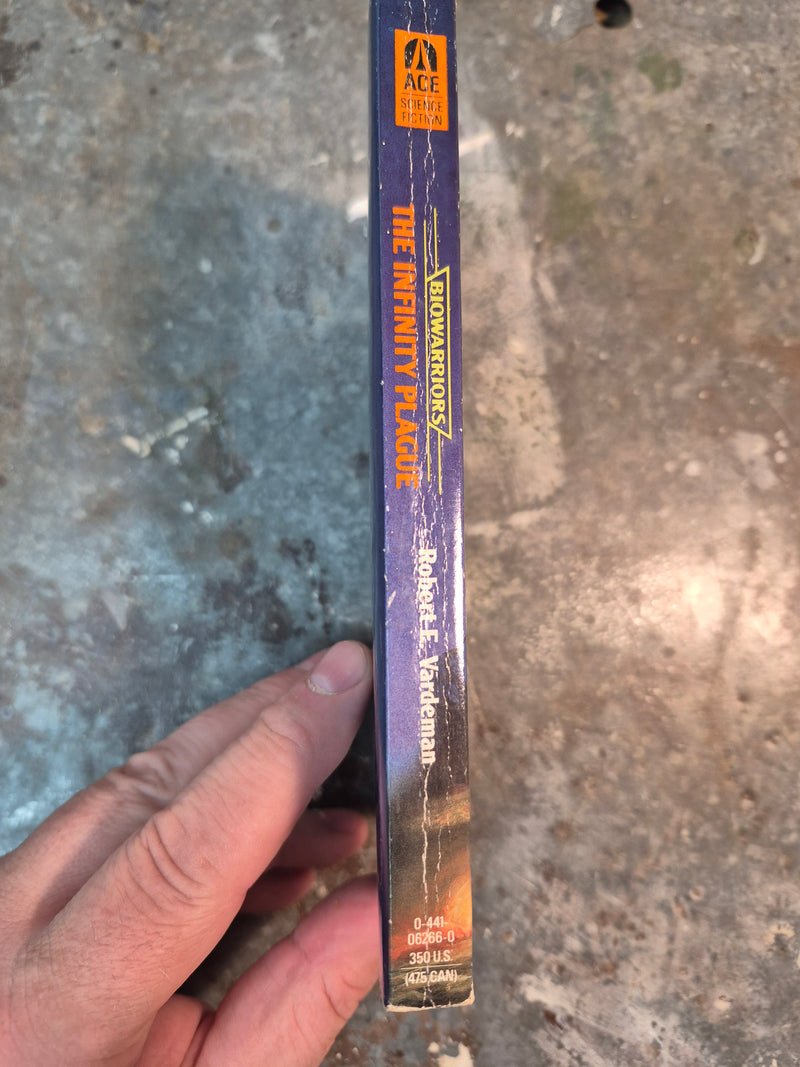 ACE
SCIENCE
FICTION
BIOWARRIORS
THE INFINITY PLAGUE
Robert E. Vardeman
0-441-
06266-0
350 U.S.
(475 CAN)